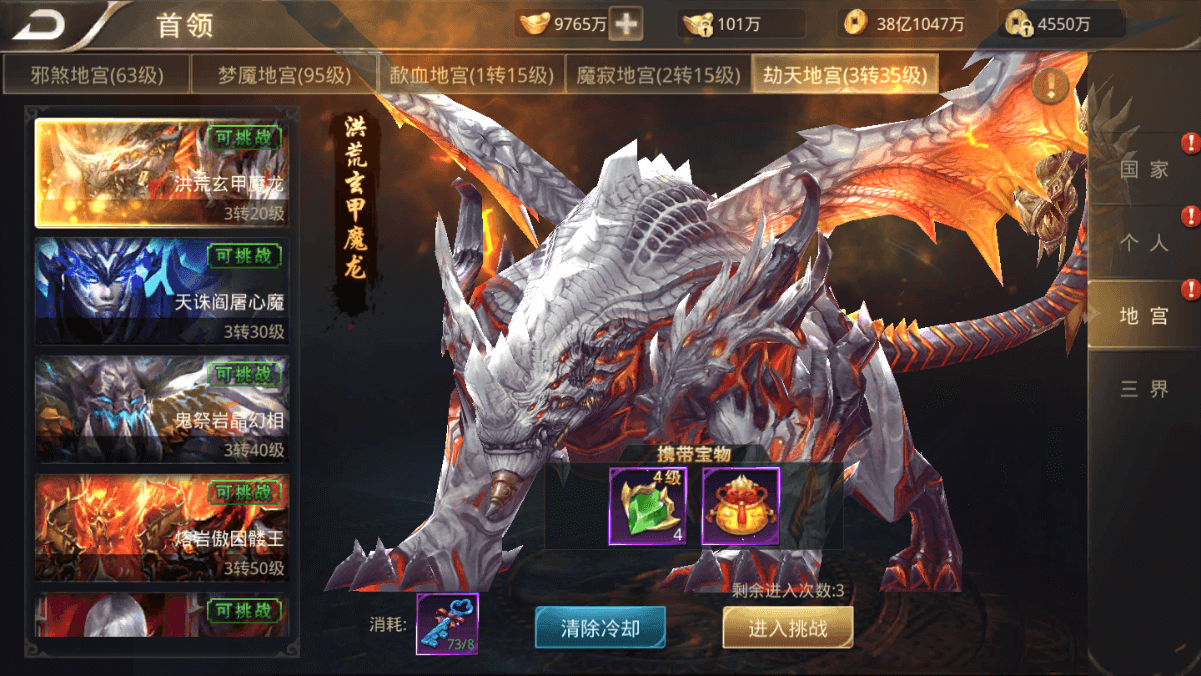 首领
9765万
101万
38亿1047万
4550万
邪煞地宫(63级)
梦魇地宫(95级)
歃血地宫(1转15级)
魔寂地宫(2转15级)
劫天地宫(3转35级)
可挑战
洪荒玄甲魔龙
3转20级
可挑战
天诛阎屠心魔
3转30级
可挑战
鬼祭岩晶幻相
3转40级
可挑战
熔岩傲因髅王
3转50级
可挑战
洪荒玄甲魔龙
国家
个人
地宫
三界
携带宝物
4级
4
剩余进入次数:3
消耗:
73/8
清除冷却
进入挑战